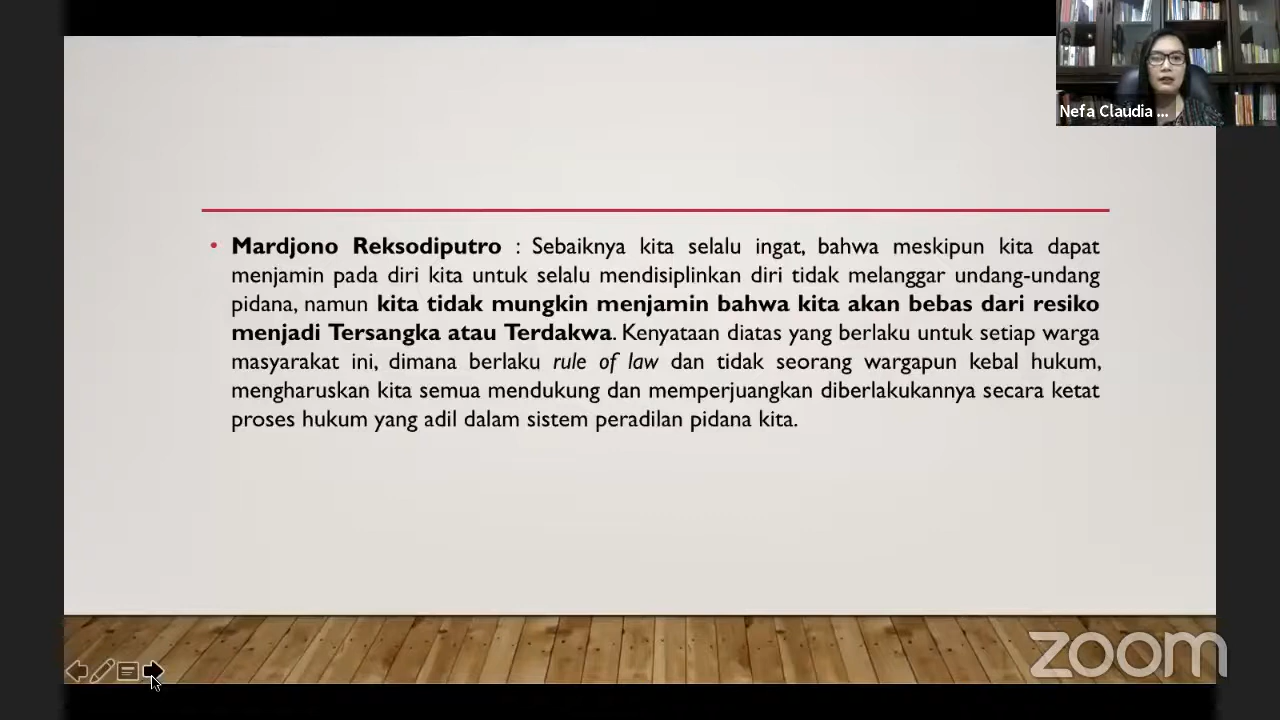 Nefa Claudia ...
• Mardjono Reksodiputro : Sebaiknya kita selalu ingat, bahwa meskipun kita dapat
menjamin pada diri kita untuk selalu mendisiplinkan diri tidak melanggar undang-undang
pidana, namun kita tidak mungkin menjamin bahwa kita akan bebas dari resiko
menjadi Tersangka atau Terdakwa. Kenyataan diatas yang berlaku untuk setiap warga
masyarakat ini, dimana berlaku rule of law dan tidak seorang wargapun kebal hukum,
mengharuskan kita semua mendukung dan memperjuangkan diberlakukannya secara ketat
proses hukum yang adil dalam sistem peradilan pidana kita.
zoom